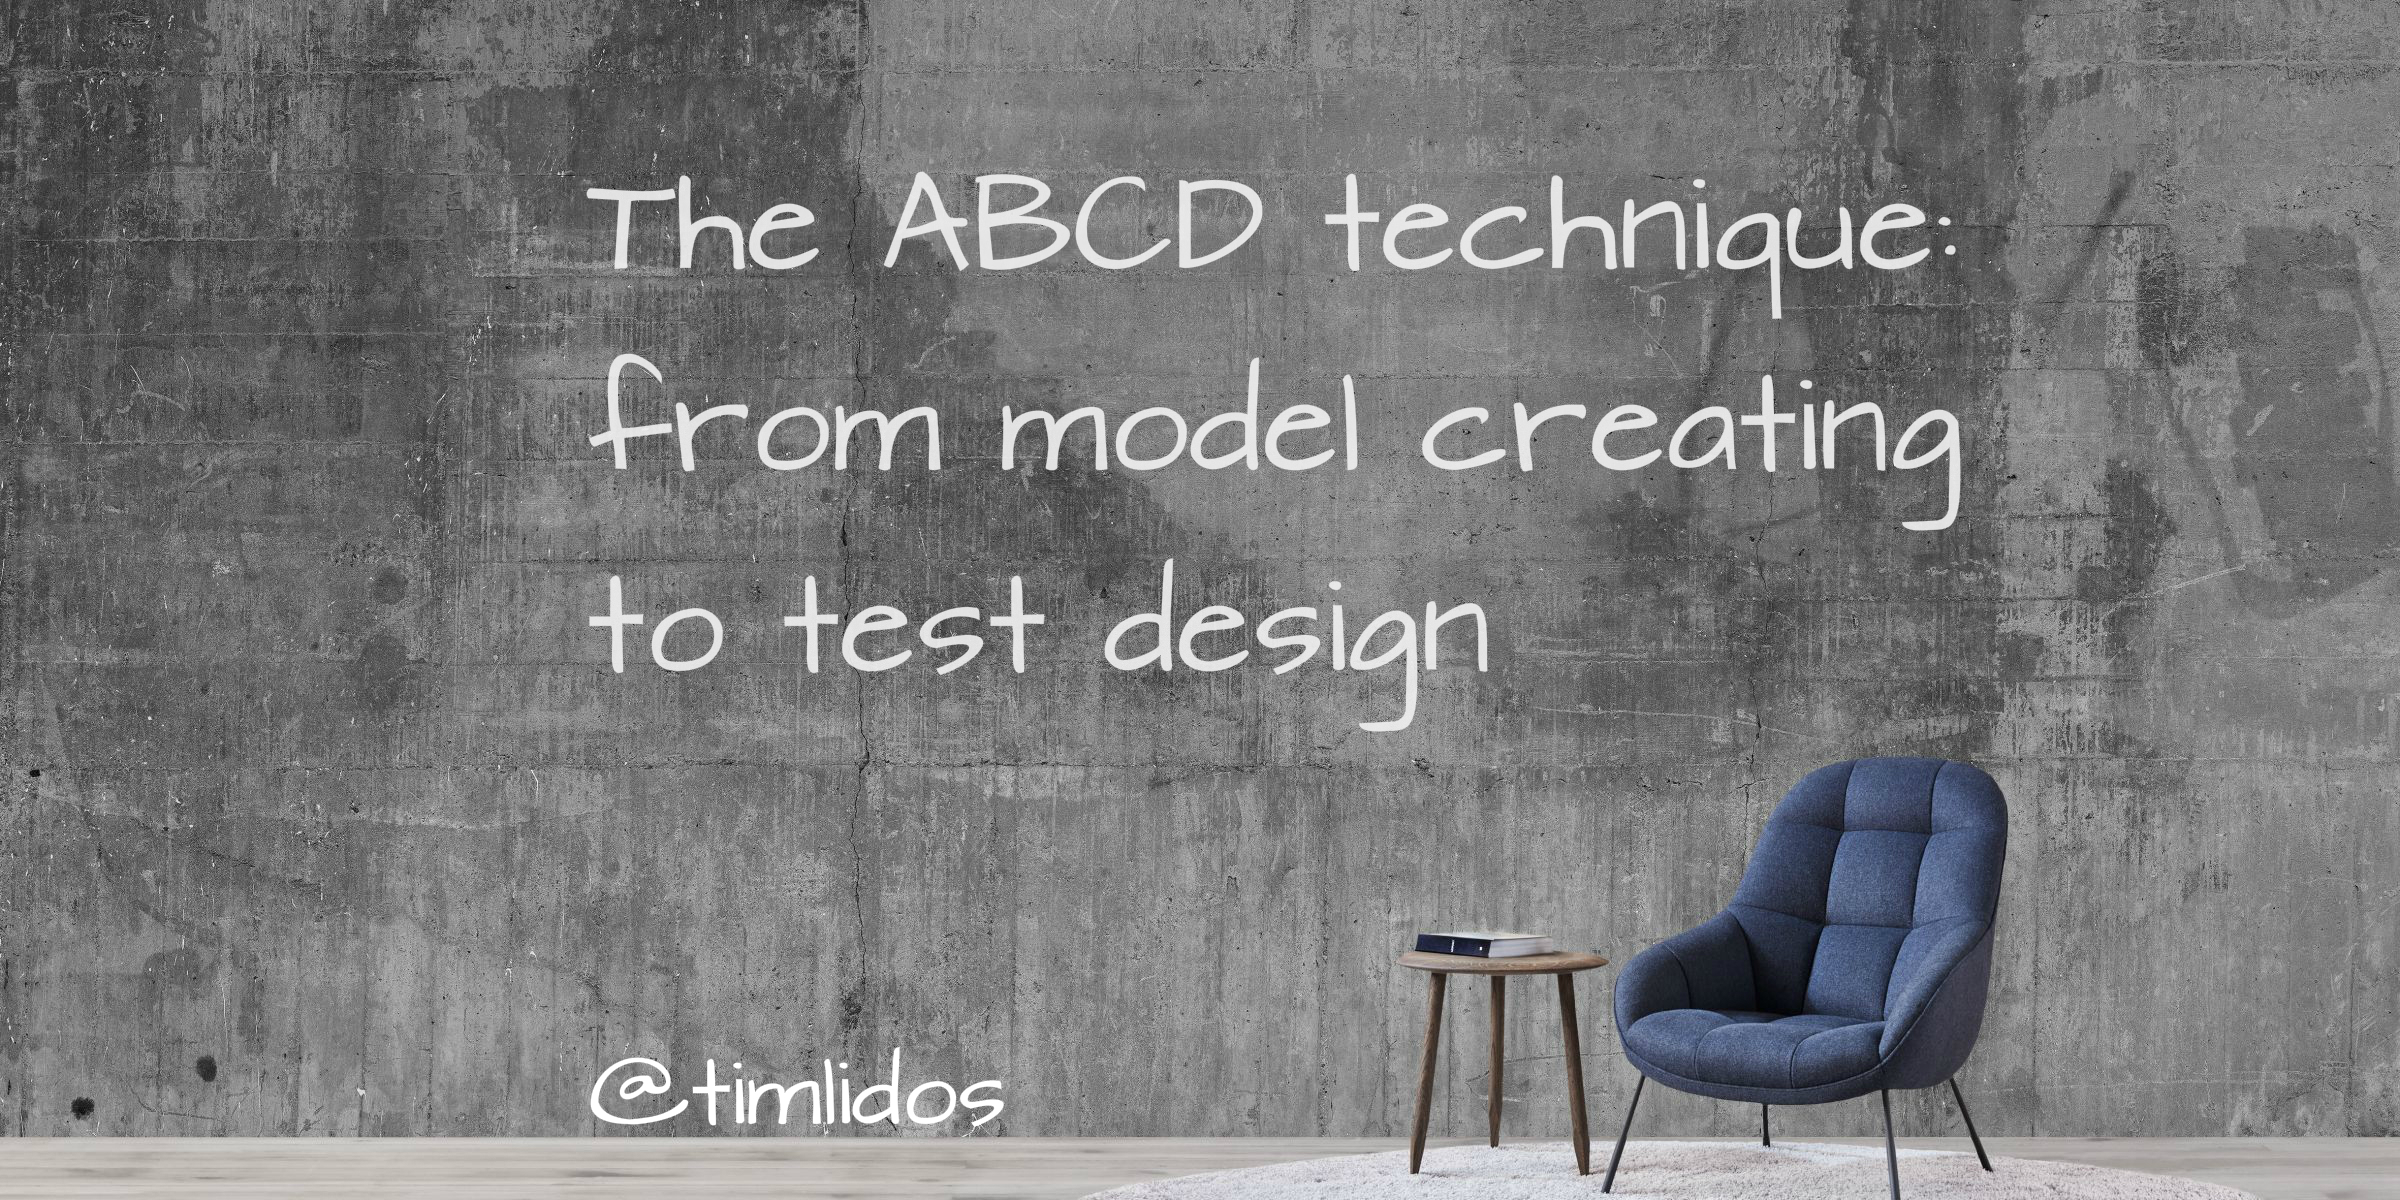 The ABCD technique:
from model creating
to test design
@timlidos